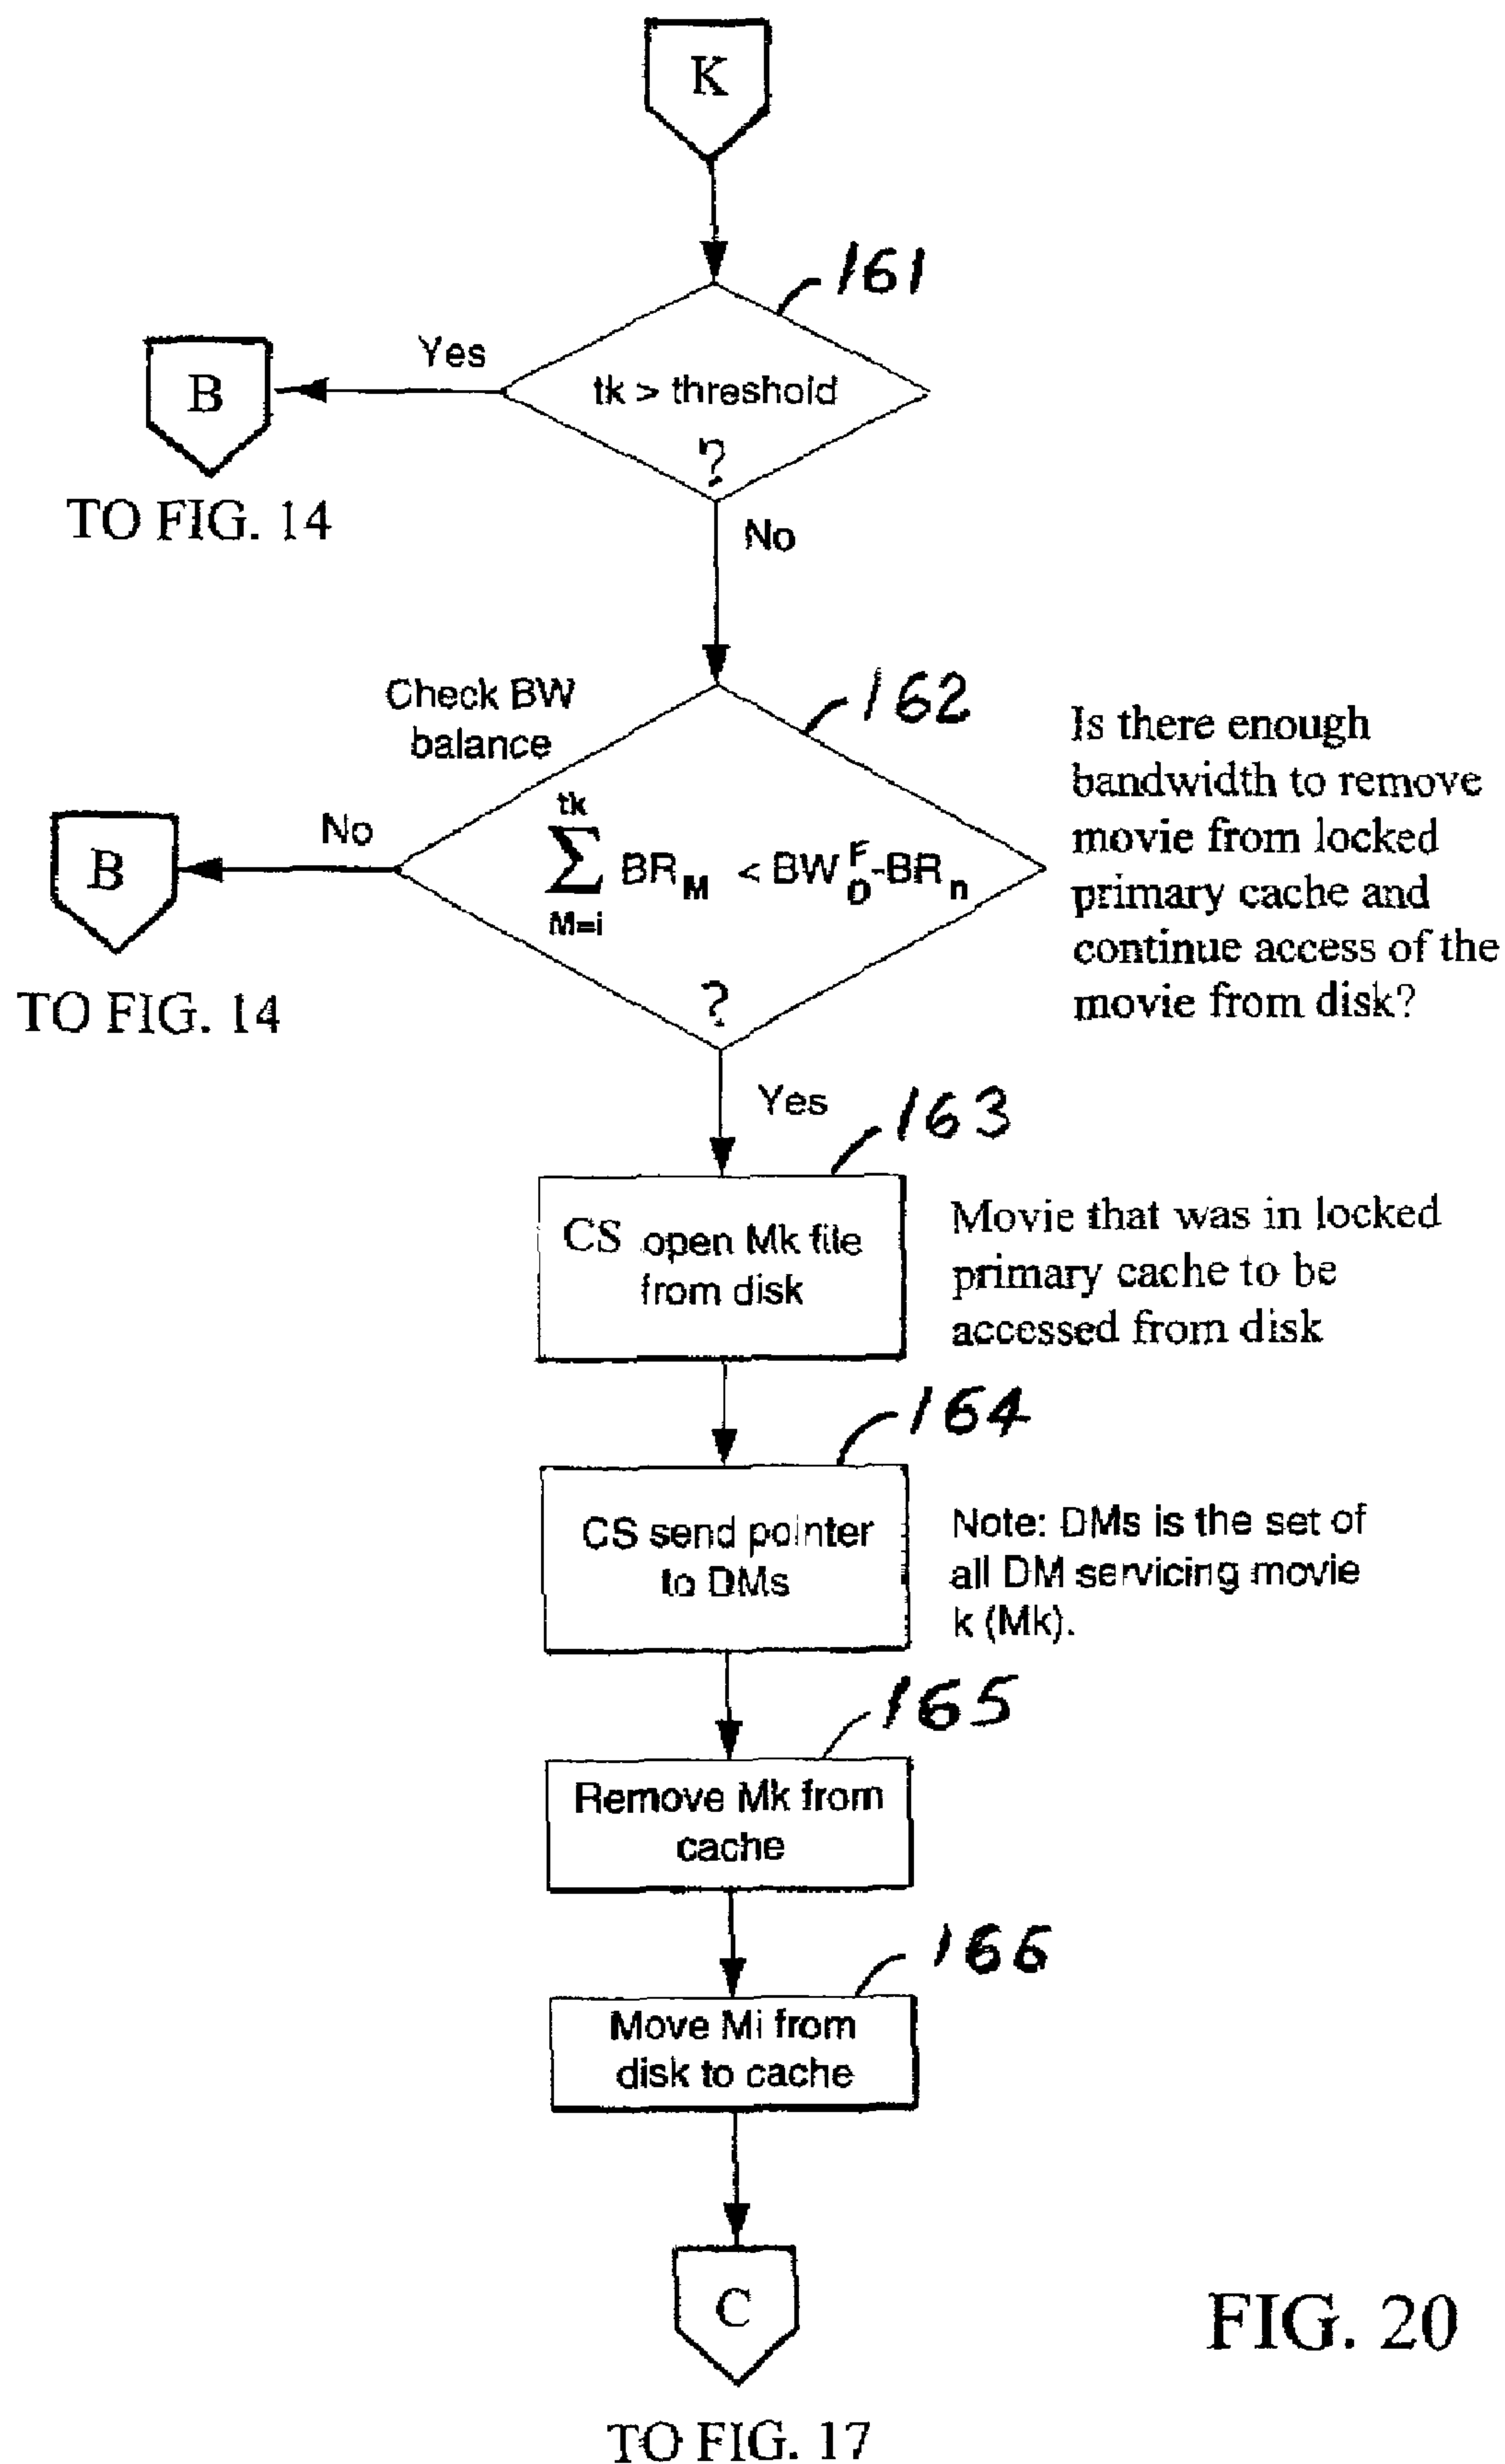 K
161
tk > threshold
?
Yes
B
TO FIG. 14
No
Check BW
balance
162
tk
∑ BR_M < BW_D^F-BR_n
M=i
?
No
B
TO FIG. 14
Is there enough
bandwidth to remove
movie from locked
primary cache and
continue access of the
movie from disk?
Yes
163
CS open Mk file
from disk
Movie that was in locked
primary cache to be
accessed from disk
164
CS send pointer
to DMs
Note: DMs is the set of
all DM servicing movie
k (Mk).
165
Remove Mk from
cache
166
Move Mi from
disk to cache
C
TO FIG. 17
FIG. 20